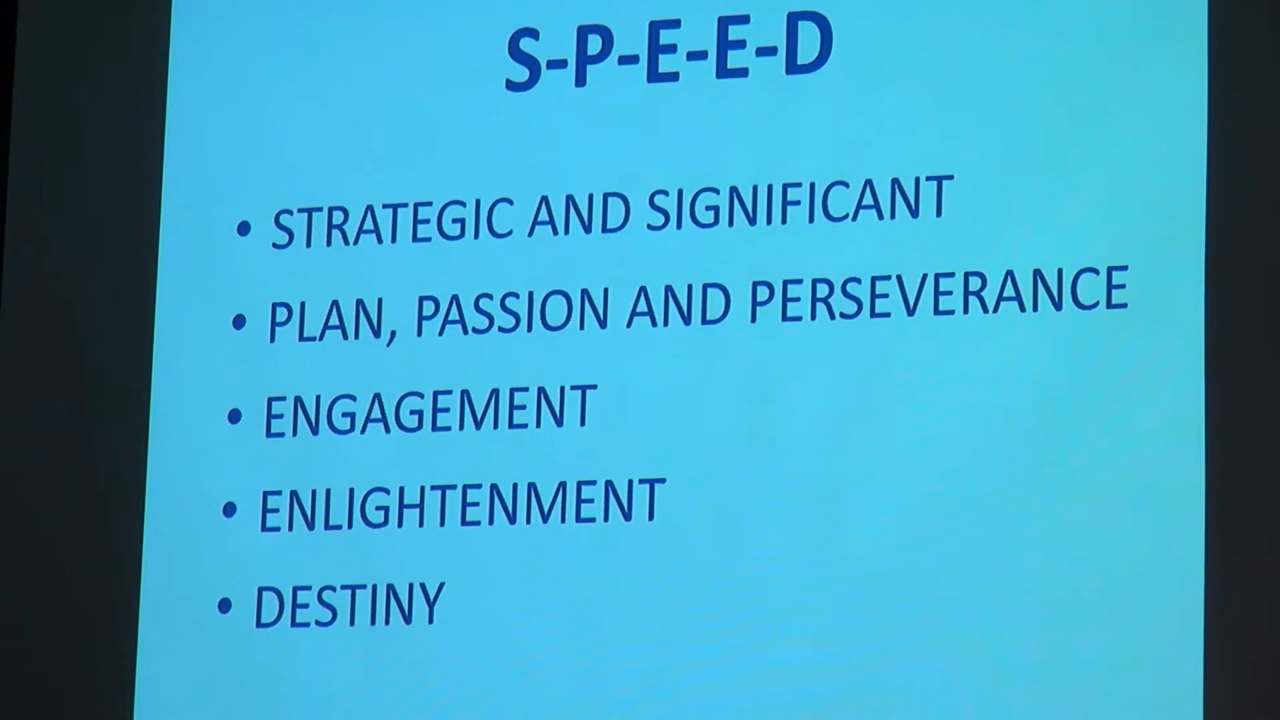 S-P-E-E-D
• STRATEGIC AND SIGNIFICANT
• PLAN, PASSION AND PERSEVERANCE
• ENGAGEMENT
• ENLIGHTENMENT
• DESTINY